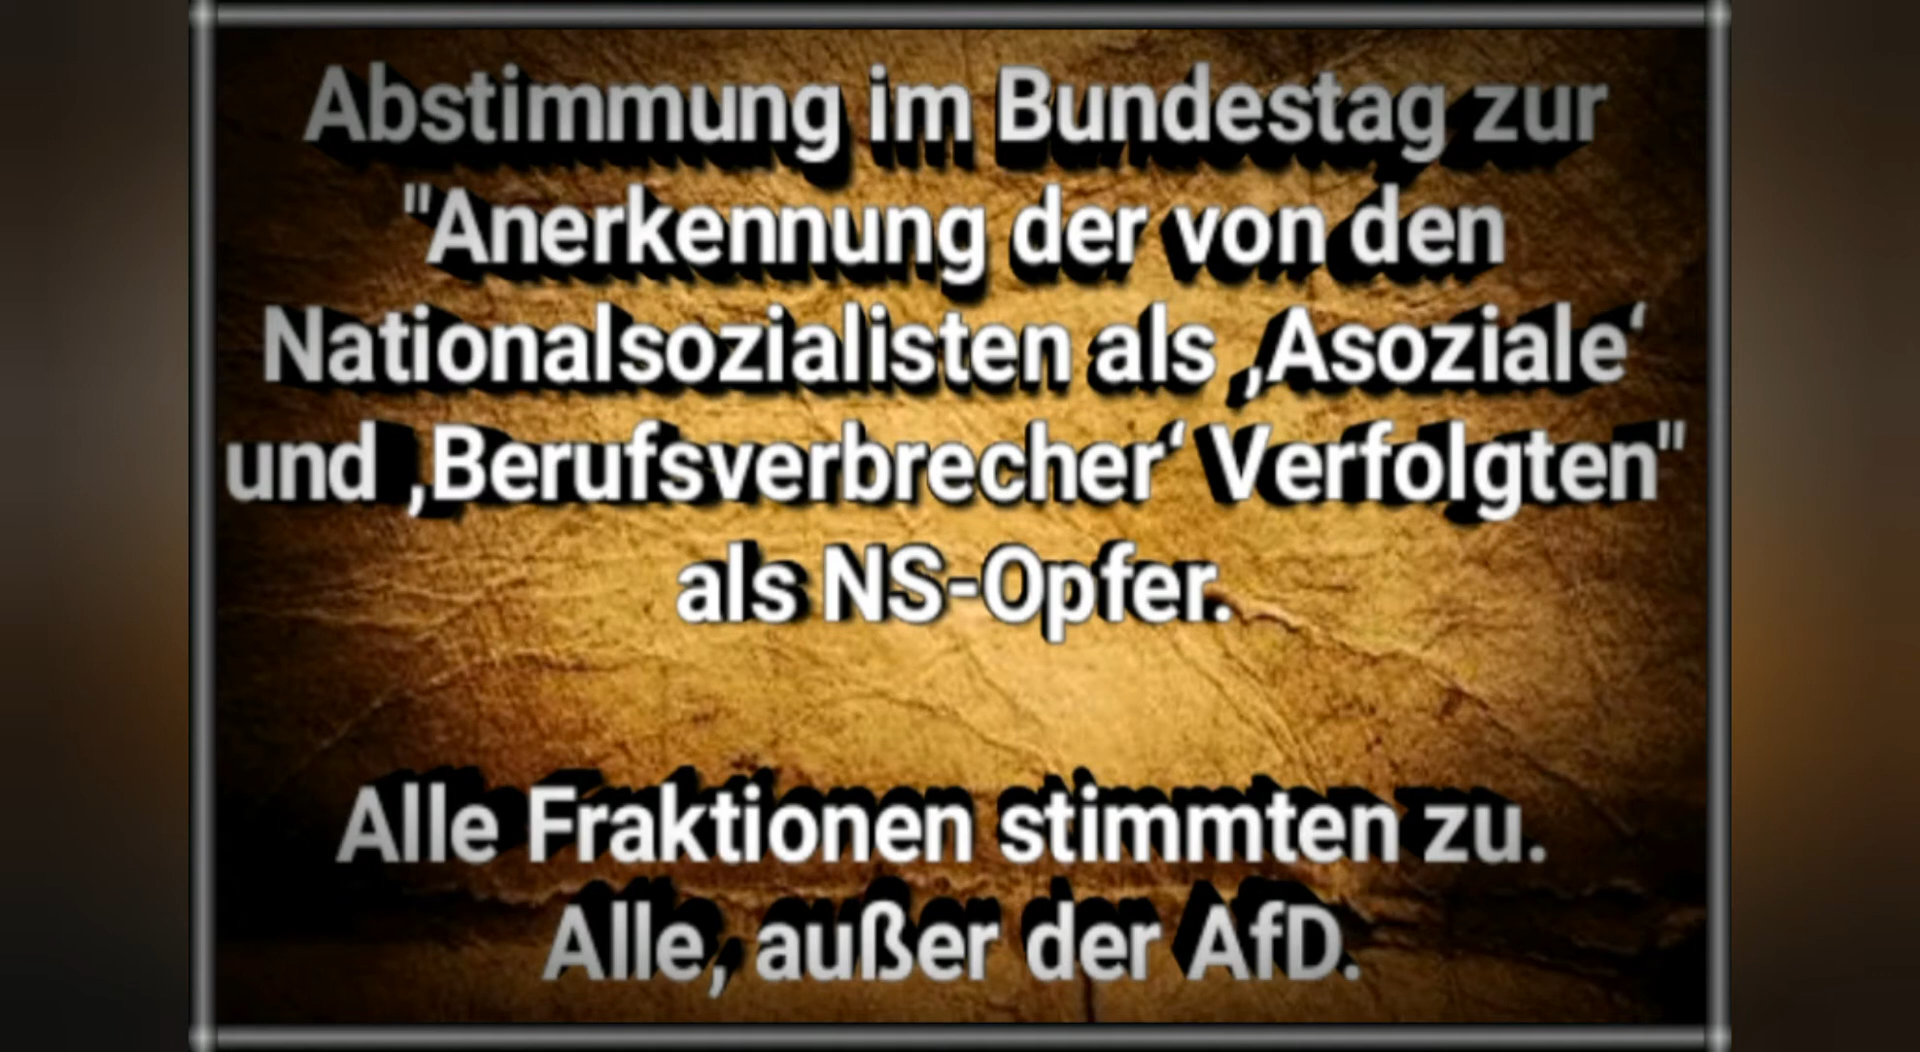 Abstimmung im Bundestag zur
"Anerkennung der von den
Nationalsozialisten als ‚Asoziale‘
und ‚Berufsverbrecher‘ Verfolgten"
als NS-Opfer.
Alle Fraktionen stimmten zu.
Alle, außer der AfD.